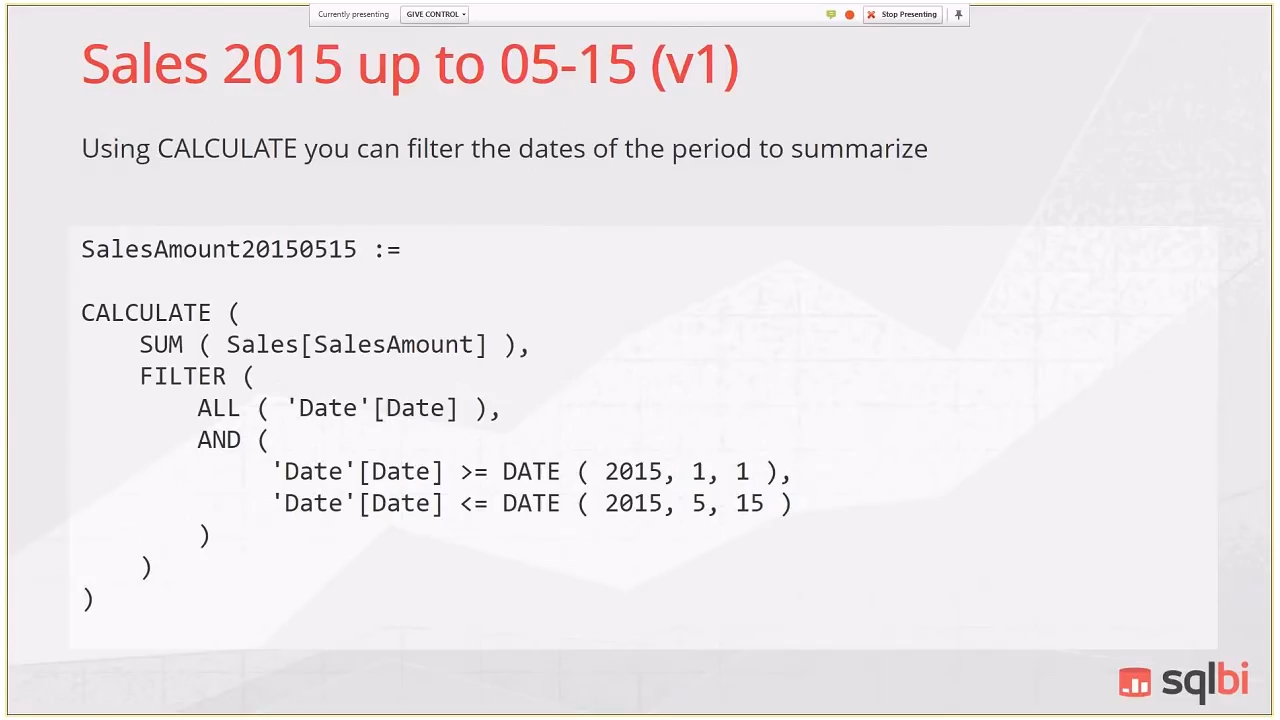 Currently presenting GIVE CONTROL Stop Presenting
Sales 2015 up to 05-15 (v1)
Using CALCULATE you can filter the dates of the period to summarize
SalesAmount20150515 :=
CALCULATE (
SUM ( Sales[SalesAmount] ),
FILTER (
ALL ( 'Date'[Date] ),
AND (
'Date'[Date] >= DATE ( 2015, 1, 1 ),
'Date'[Date] <= DATE ( 2015, 5, 15 )
)
)
)
sqlbi